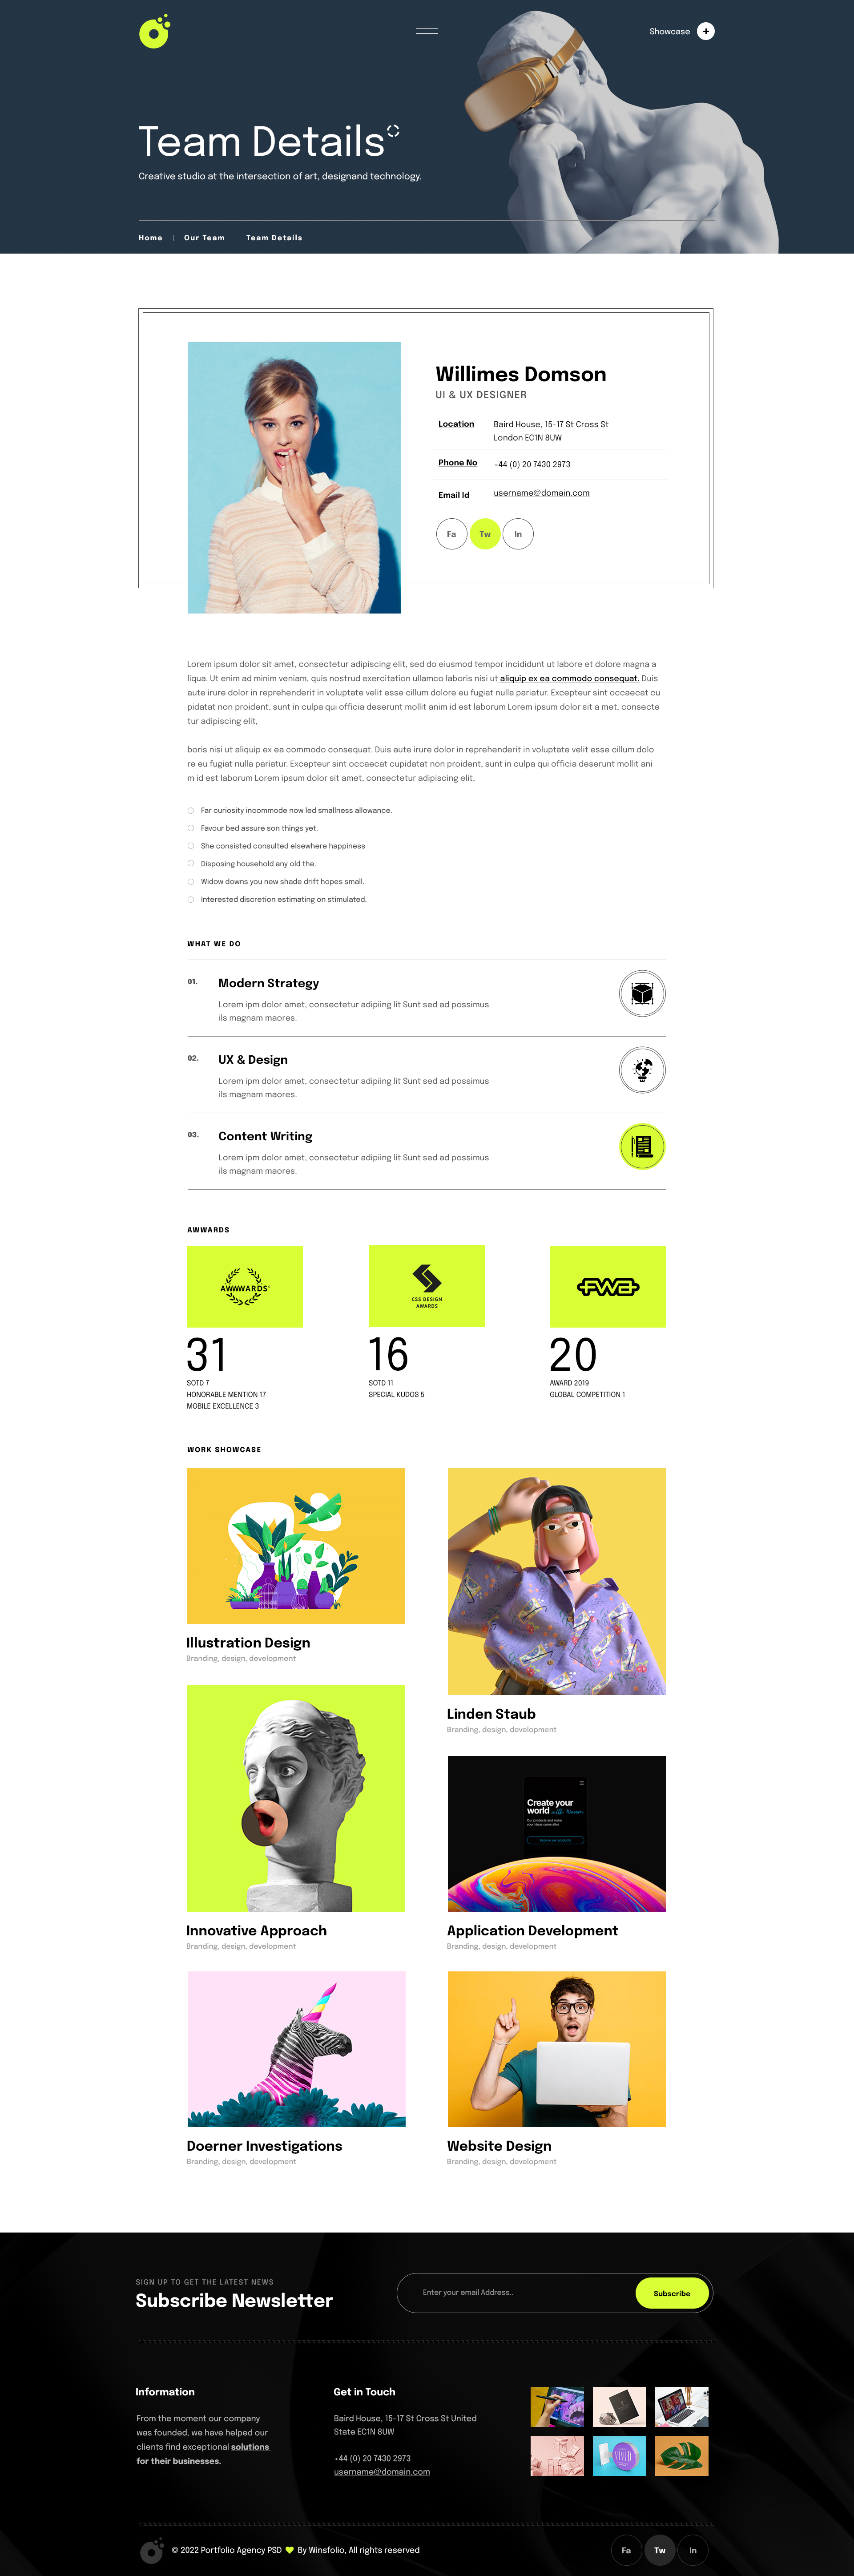 Showcase
Team Details
Creative studio at the intersection of art, designand technology.
Home | Our Team | Team Details
Willimes Domson
UI & UX DESIGNER
Location
Baird House, 15-17 St Cross St
London EC1N 8UW
Phone No
+44 (0) 20 7430 2973
Email Id
username@domain.com
Fa
Tw
In
Lorem ipsum dolor sit amet, consectetur adipiscing elit, sed do eiusmod tempor incididunt ut labore et dolore magna a
liqua. Ut enim ad minim veniam, quis nostrud exercitation ullamco laboris nisi ut aliquip ex ea commodo consequat. Duis
aute irure dolor in reprehenderit in voluptate velit esse cillum dolore eu fugiat nulla pariatur. Excepteur sint occaecat cu
pidatat non proident, sunt in culpa qui officia deserunt mollit anim id est laborum Lorem ipsum dolor sit a met, consecte
tur adipiscing elit,
boris nisi ut aliquip ex ea commodo consequat. Duis aute irure dolor in reprehenderit in voluptate velit esse cillum dolo
re eu fugiat nulla pariatur. Excepteur sint occaecat cupidatat non proident, sunt in culpa qui officia deserunt mollit ani
m id est laborum Lorem ipsum dolor sit amet, consectetur adipiscing elit,
Far curiosity incommode now led smallness allowance.
Favour bed assure son things yet.
She consisted consulted elsewhere happiness
Disposing household any old the.
Widow downs you new shade drift hopes small.
Interested discretion estimating on stimulated.
WHAT WE DO
01.
Modern Strategy
Lorem ipm dolor amet, consectetur adipiing lit Sunt sed ad possimus
ils magnam maores.
02.
UX & Design
Lorem ipm dolor amet, consectetur adipiing lit Sunt sed ad possimus
ils magnam maores.
03.
Content Writing
Lorem ipm dolor amet, consectetur adipiing lit Sunt sed ad possimus
ils magnam maores.
AWWARDS
AWWWARDS
CSS DESIGN
AWARDS
FWA
31
SOTD 7
HONORABLE MENTION 17
MOBILE EXCELLENCE 3
16
SOTD 11
SPECIAL KUDOS 5
20
AWARD 2019
GLOBAL COMPETITION 1
WORK SHOWCASE
Illustration Design
Branding, design, development
Linden Staub
Branding, design, development
Create your
world with
Our products and make
your ideas come alive
Explore our products
Innovative Approach
Branding, design, development
Application Development
Branding, design, development
Doerner Investigations
Branding, design, development
Website Design
Branding, design, development
SIGN UP TO GET THE LATEST NEWS
Subscribe Newsletter
Enter your email Address..
Subscribe
Information
From the moment our company
was founded, we have helped our
clients find exceptional solutions
for their businesses.
Get in Touch
Baird House, 15-17 St Cross St United
State EC1N 8UW
+44 (0) 20 7430 2973
username@domain.com
VIVID
© 2022 Portfolio Agency PSD By Winsfolio, All rights reserved
Fa
Tw
In